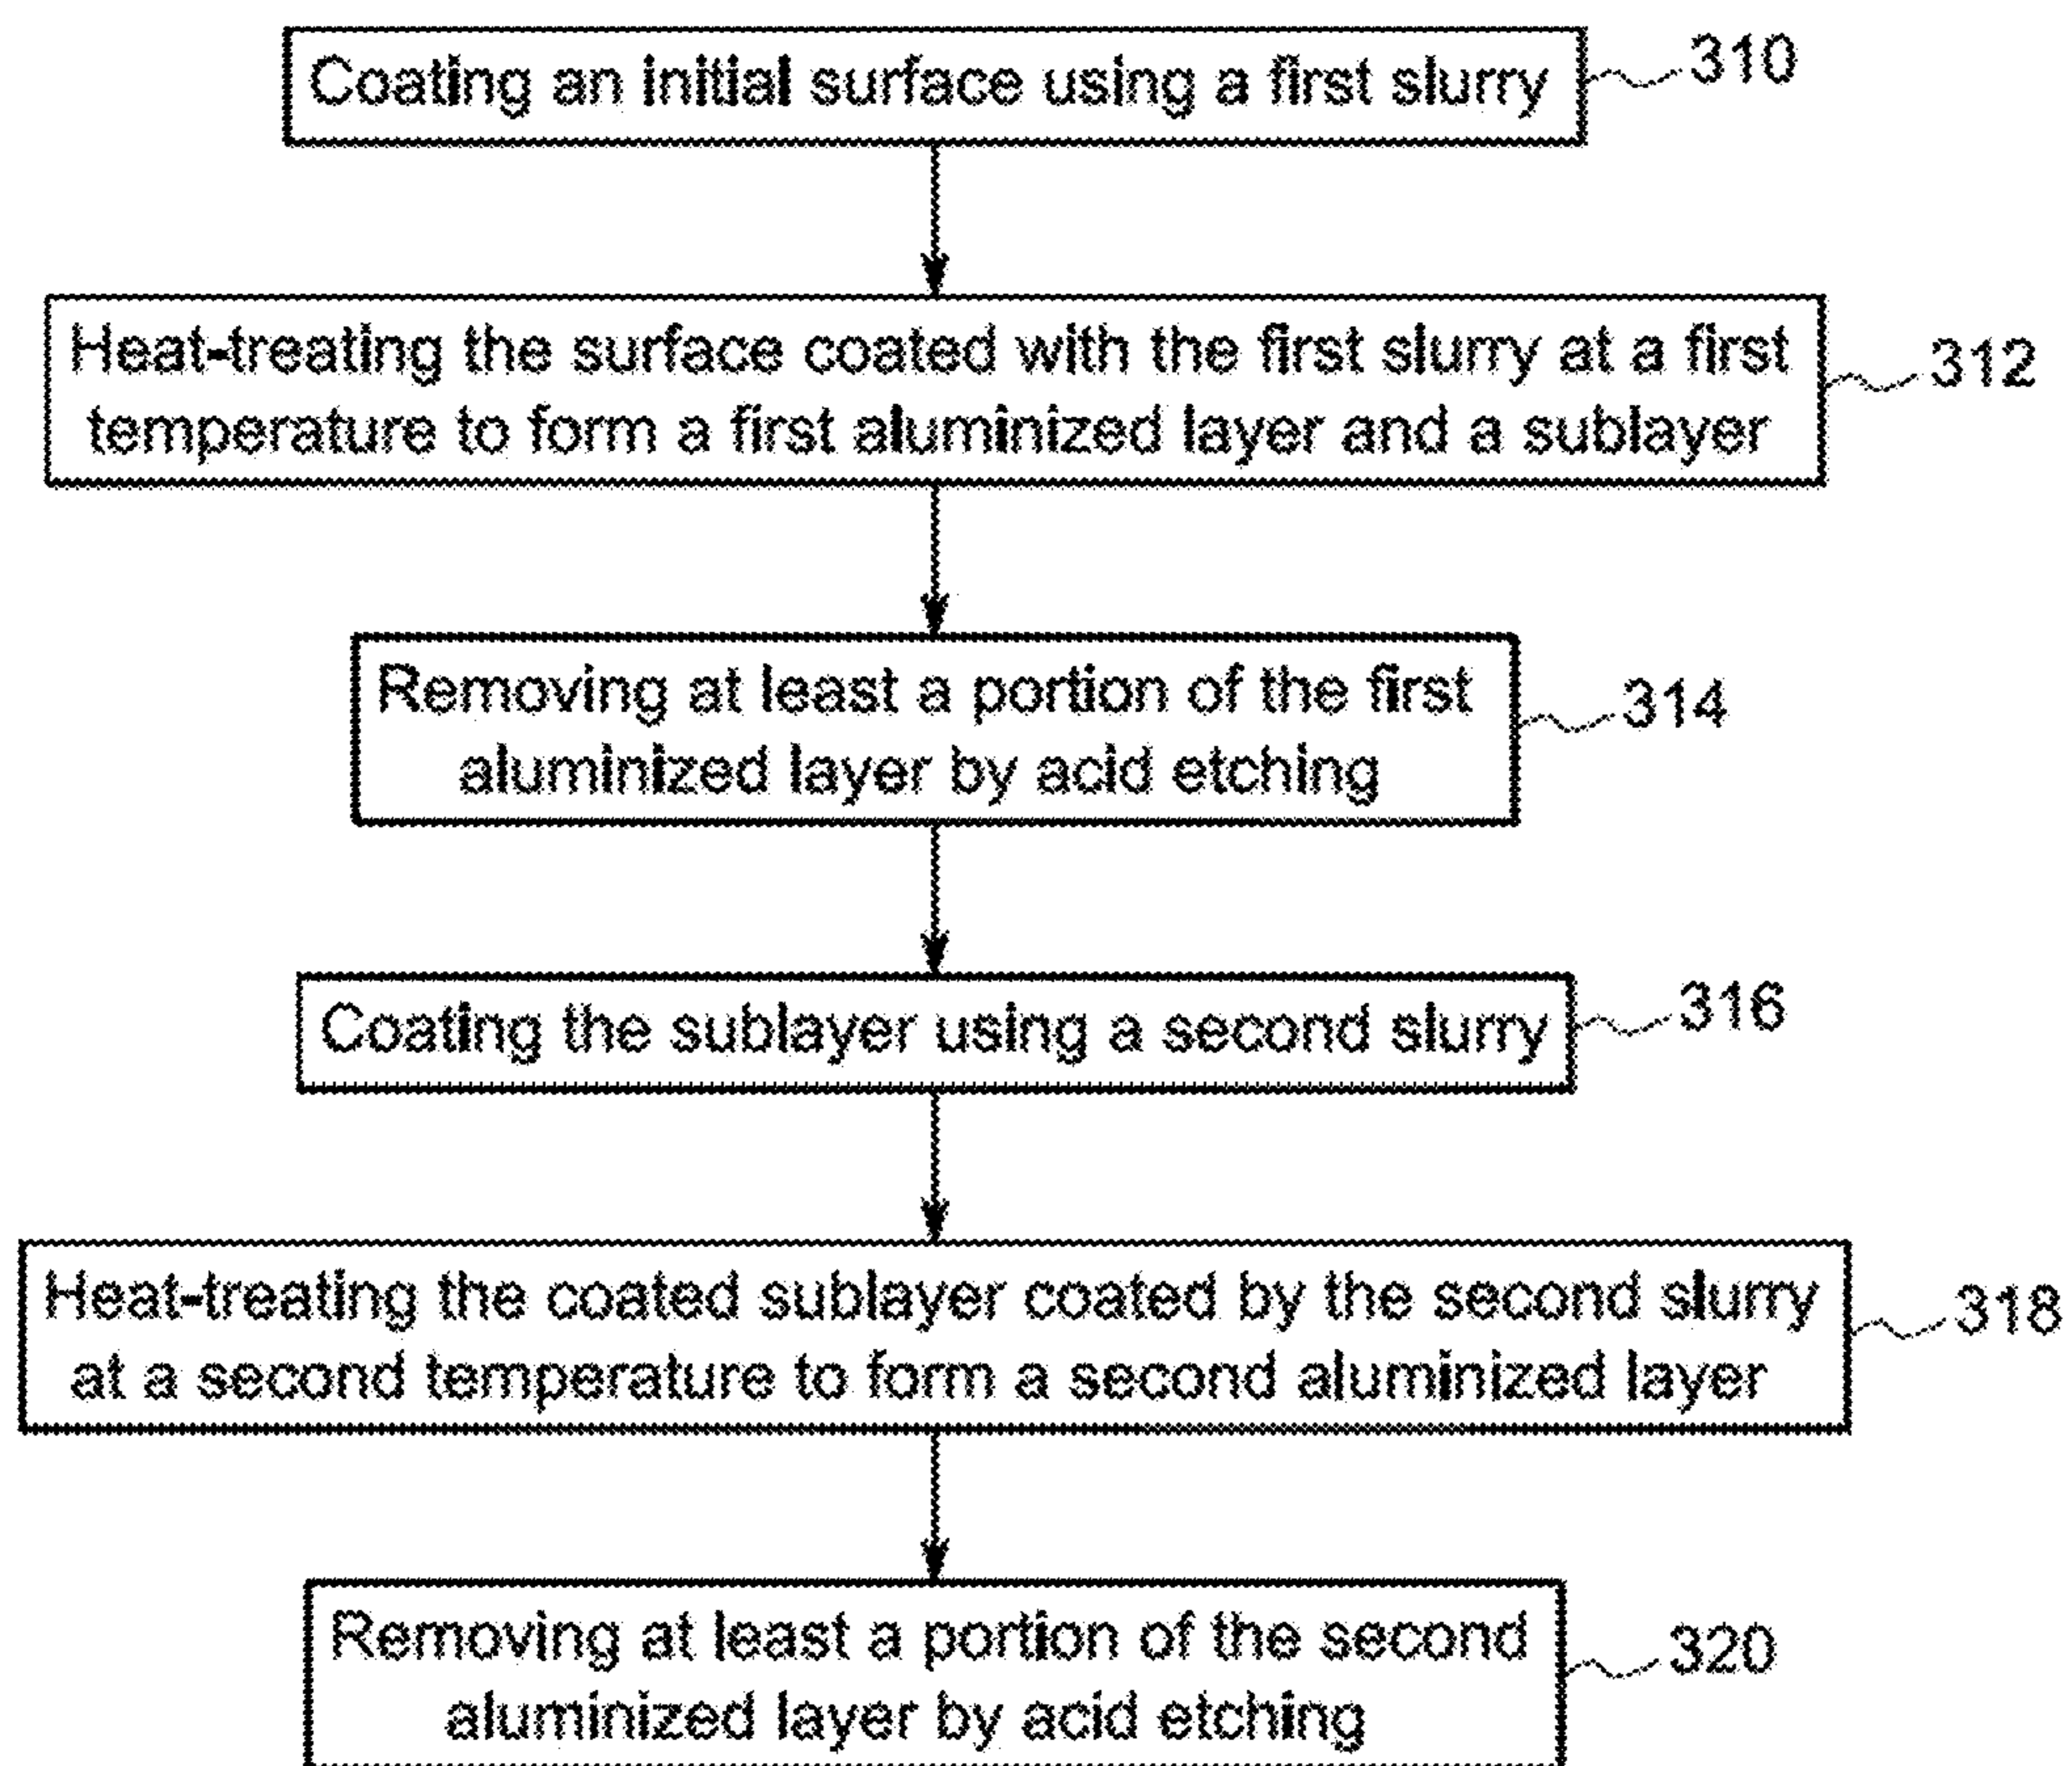 Coating an initial surface using a first slurry
310
Heat-treating the surface coated with the first slurry at a first
temperature to form a first aluminized layer and a sublayer
312
Removing at least a portion of the first
aluminized layer by acid etching
314
Coating the sublayer using a second slurry
316
Heat-treating the coated sublayer coated by the second slurry
at a second temperature to form a second aluminized layer
318
Removing at least a portion of the second
aluminized layer by acid etching
320